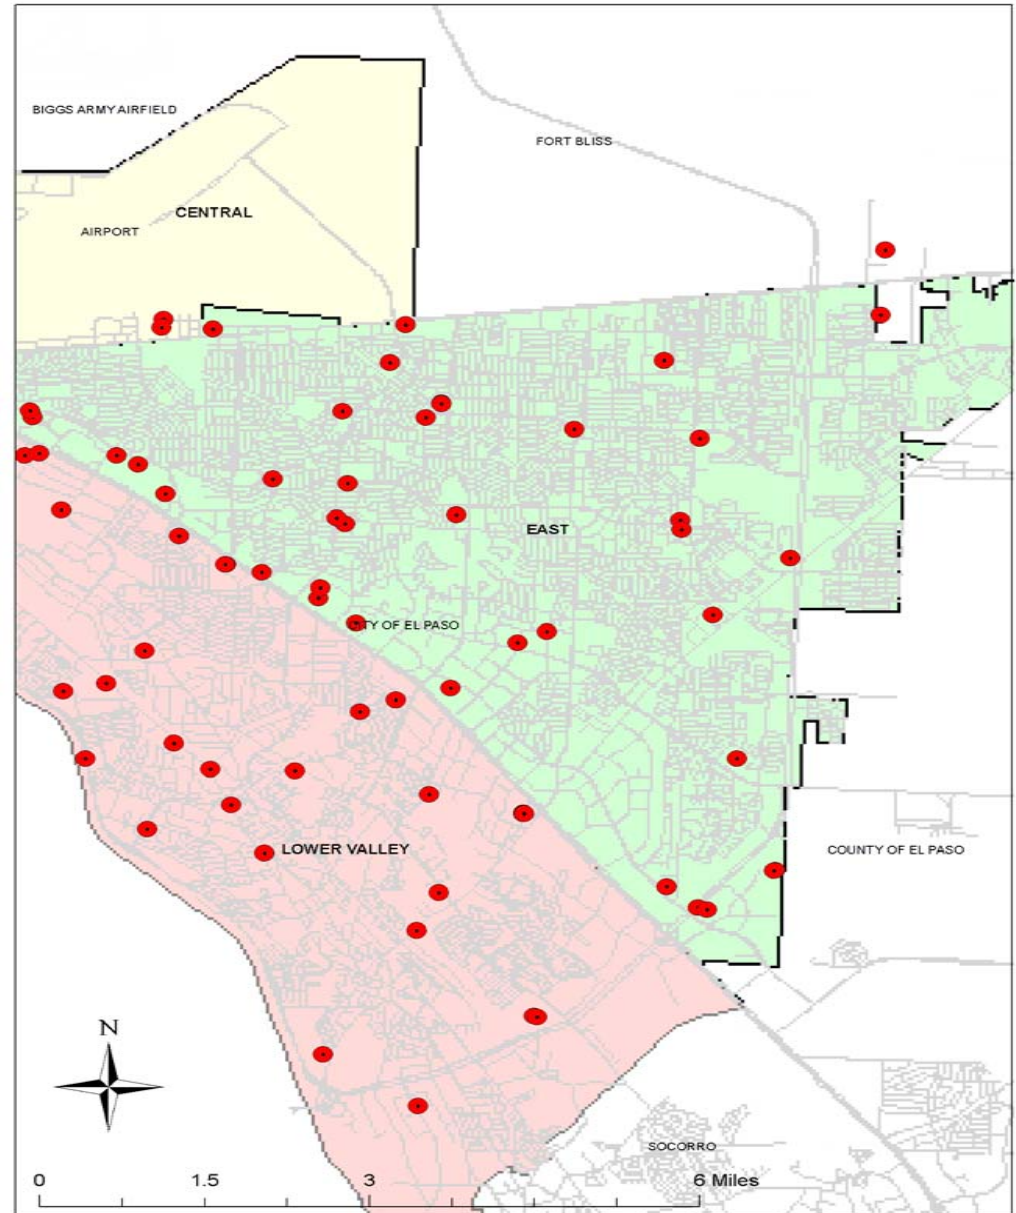 BIGGS ARMY AIRFIELD
FORT BLISS
CENTRAL
AIRPORT
EAST
CITY OF EL PASO
LOWER VALLEY
COUNTY OF EL PASO
N
SOCORRO
0 1.5 3 6 Miles